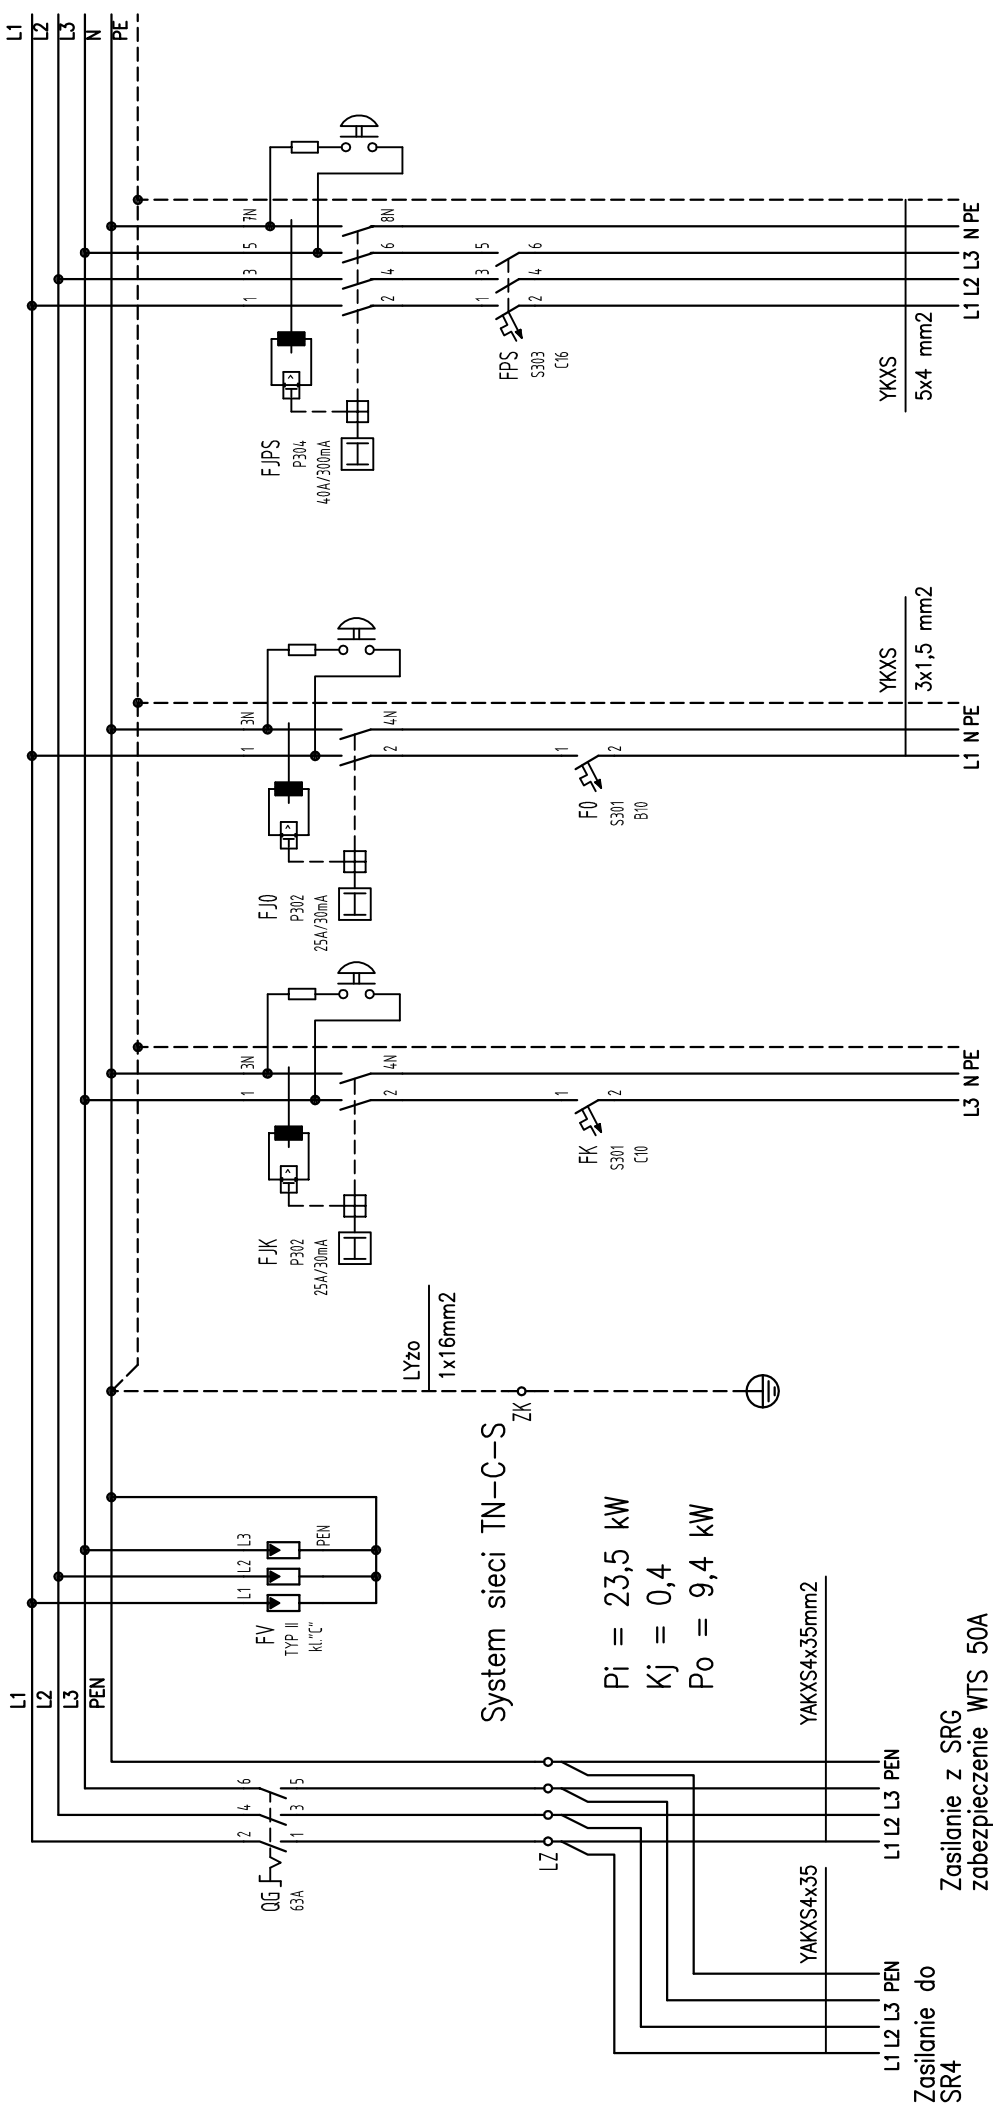 L1
L2
L3
PEN
L1
L2
L3
N
PE
2
4
6
QG
63A
1
3
5
LZ
YAKXS4x35
YAKXS4x35mm2
L1 L2 L3 PEN
Zasilanie do
SR4
L1 L2 L3 PEN
Zasilanie z SRG
zabezpieczenie WTS 50A
L1
L2
L3
FV
TYP II
kl."C"
PEN
System sieci TN-C-S
Pi = 23,5 kW
Kj = 0,4
Po = 9,4 kW
LYżo
1x16mm2
ZK
FJK
P302
25A/30mA
1
3N
2
4N
FK
S301
C10
1
2
L3 N PE
FJO
P302
25A/30mA
1
3N
2
4N
FO
S301
B10
1
2
YKXS
3x1,5 mm2
L1 N PE
FJPS
P304
40A/300mA
1
3
5
7N
2
4
6
8N
FPS
S303
C16
1
3
5
2
4
6
YKXS
5x4 mm2
L1 L2 L3 N PE